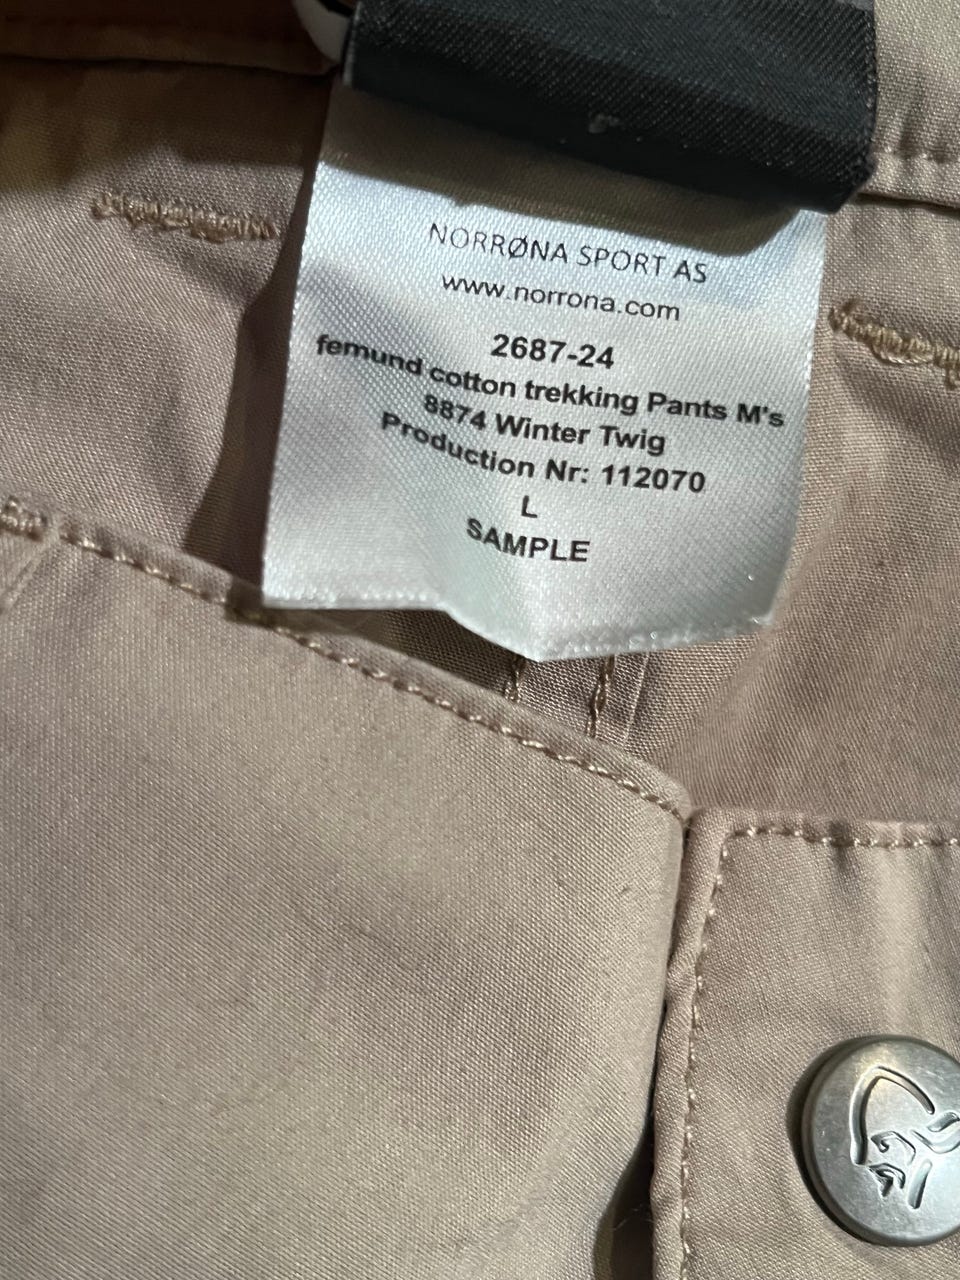 NORRØNA SPORT AS
www.norrona.com
2687-24
femund cotton trekking Pants M's
8874 Winter Twig
Production Nr: 112070
L
SAMPLE